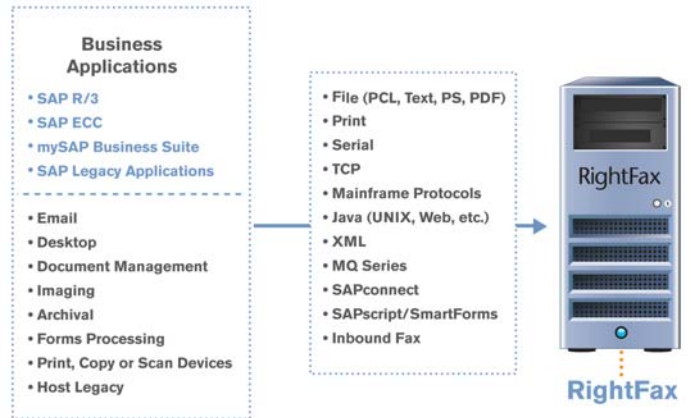 Business
Applications
• SAP R/3
• SAP ECC
• mySAP Business Suite
• SAP Legacy Applications
• Email
• Desktop
• Document Management
• Imaging
• Archival
• Forms Processing
• Print, Copy or Scan Devices
• Host Legacy
• File (PCL, Text, PS, PDF)
• Print
• Serial
• TCP
• Mainframe Protocols
• Java (UNIX, Web, etc.)
• XML
• MQ Series
• SAPconnect
• SAPscript/SmartForms
• Inbound Fax
RightFax
RightFax